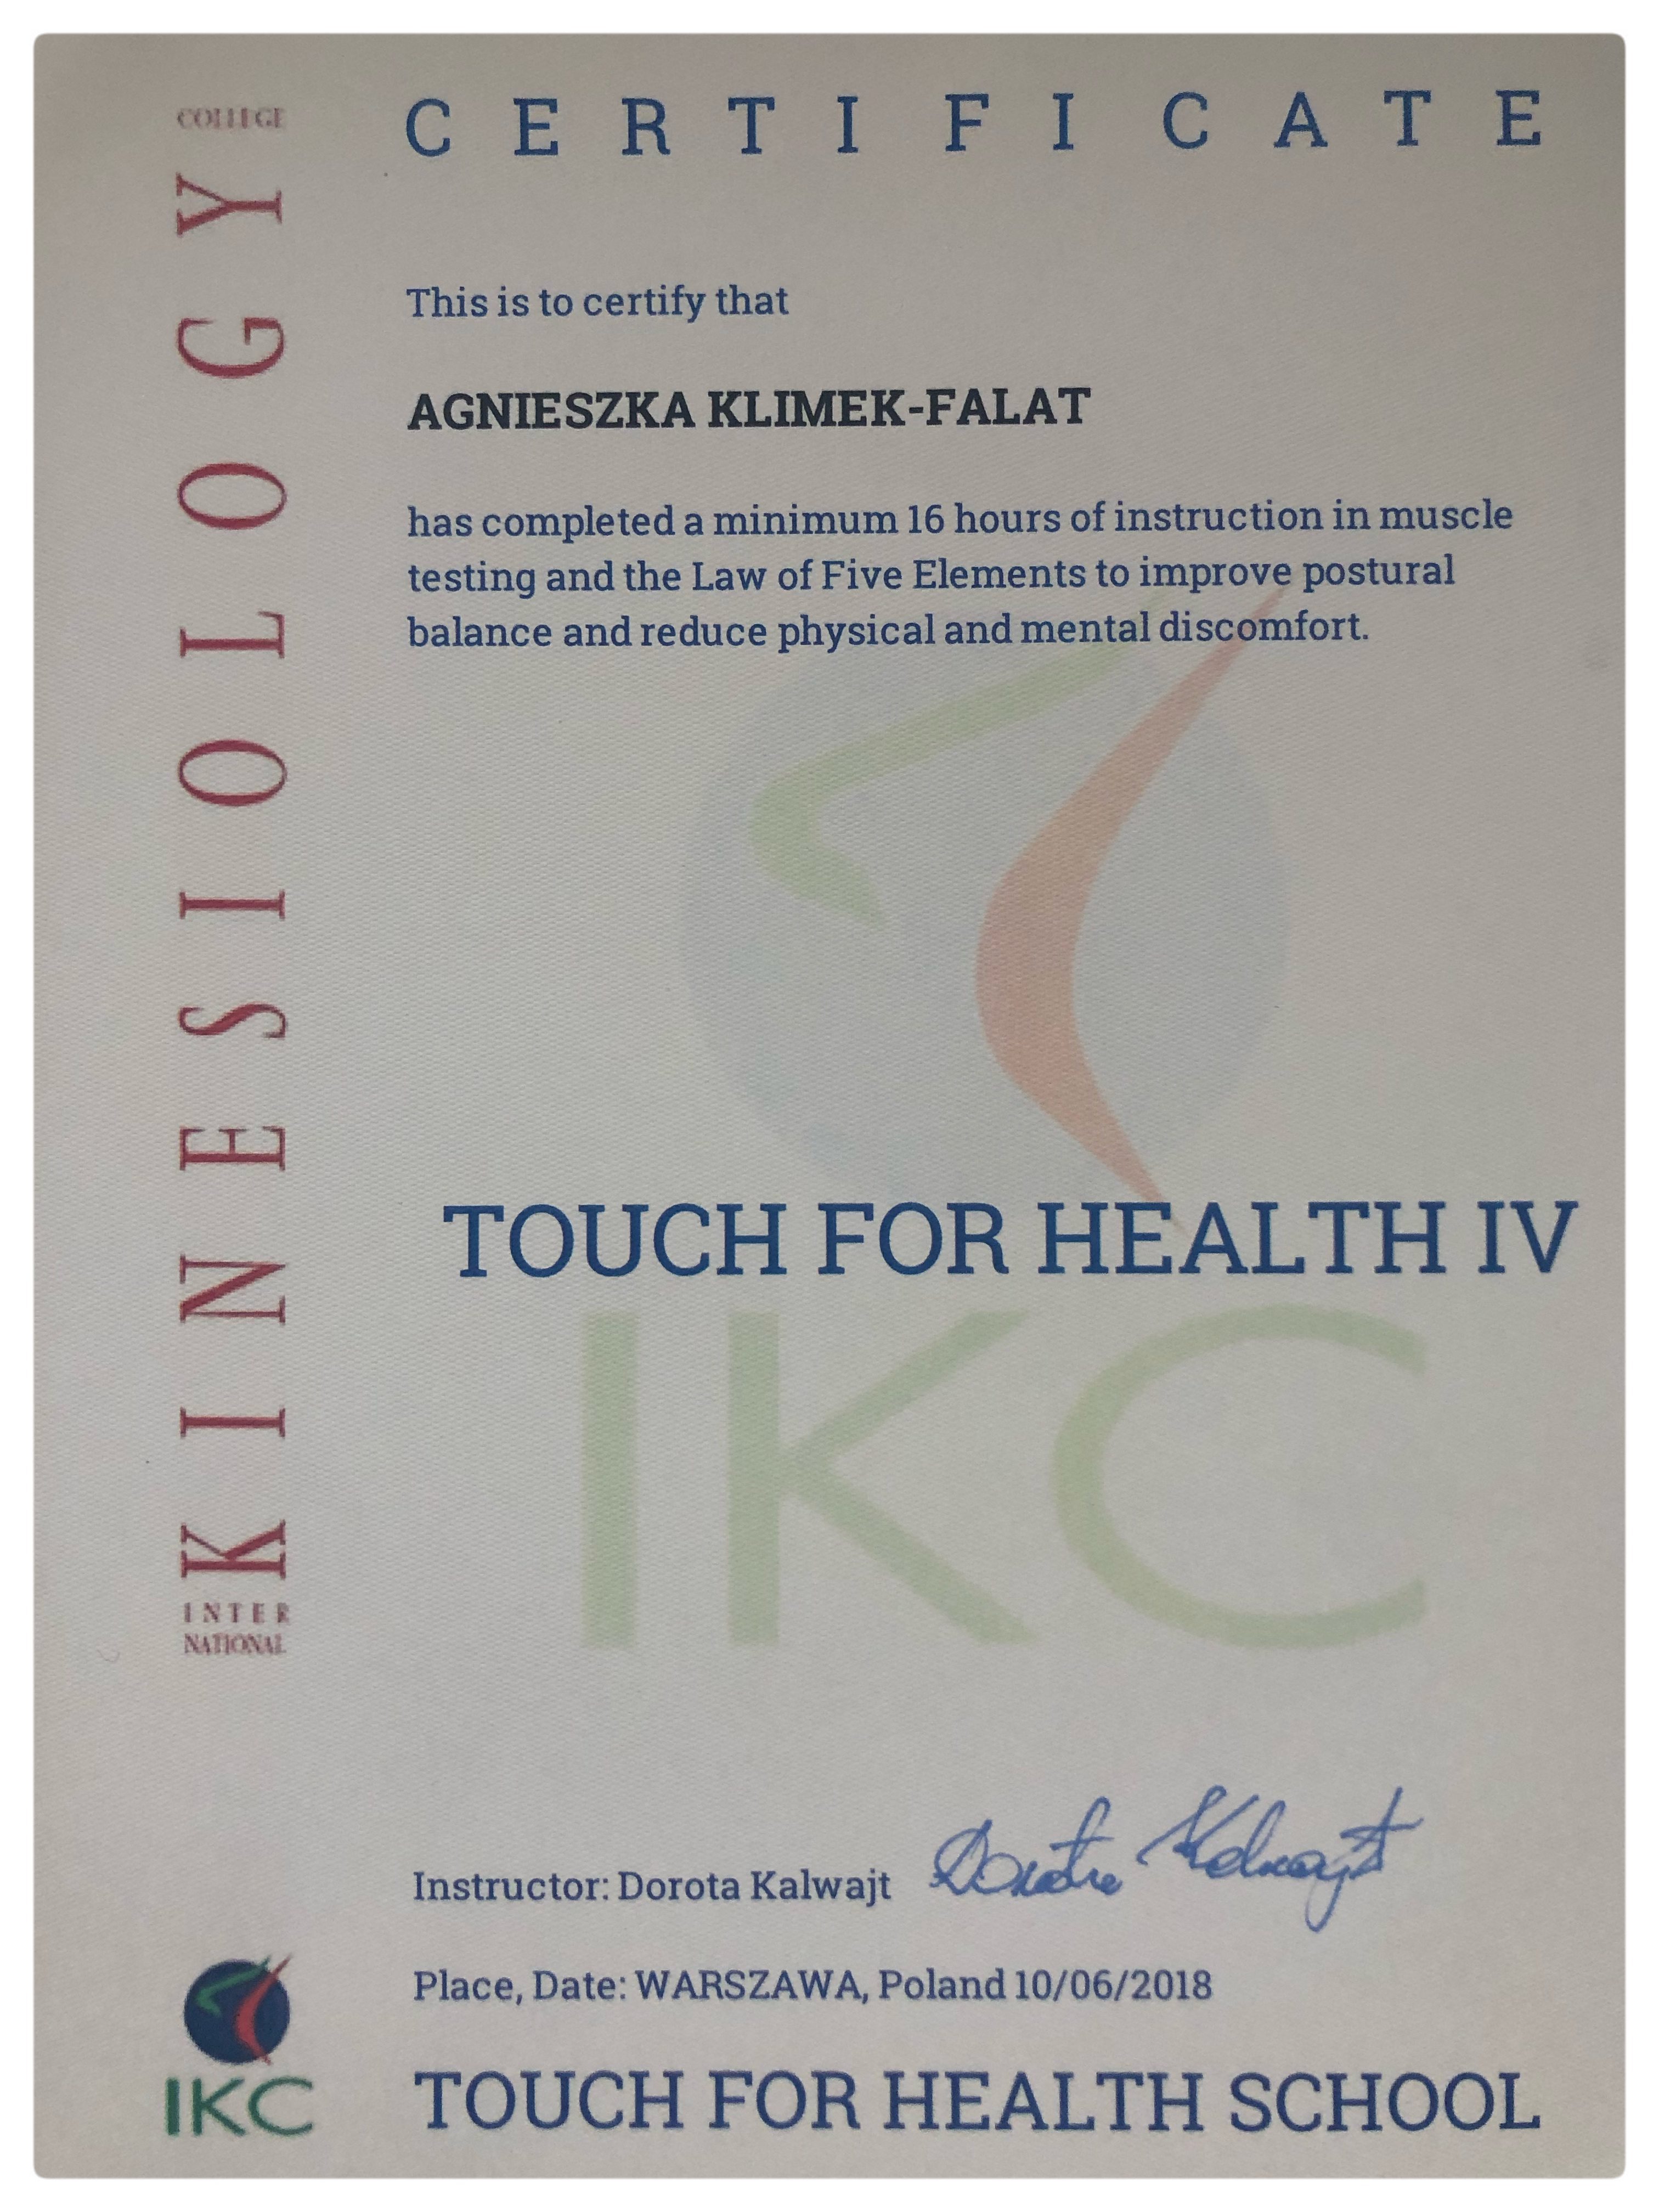 CERTIFICATE
This is to certify that
AGNIESZKA KLIMEK-FALAT
has completed a minimum 16 hours of instruction in muscle
testing and the Law of Five Elements to improve postural
balance and reduce physical and mental discomfort.
TOUCH FOR HEALTH IV
IKC
Instructor: Dorota Kalwajt Dorota Kalwajt
Place, Date: WARSZAWA, Poland 10/06/2018
TOUCH FOR HEALTH SCHOOL
INTER
NATIONAL
KINESIOLOGY
COLLEGE
IKC